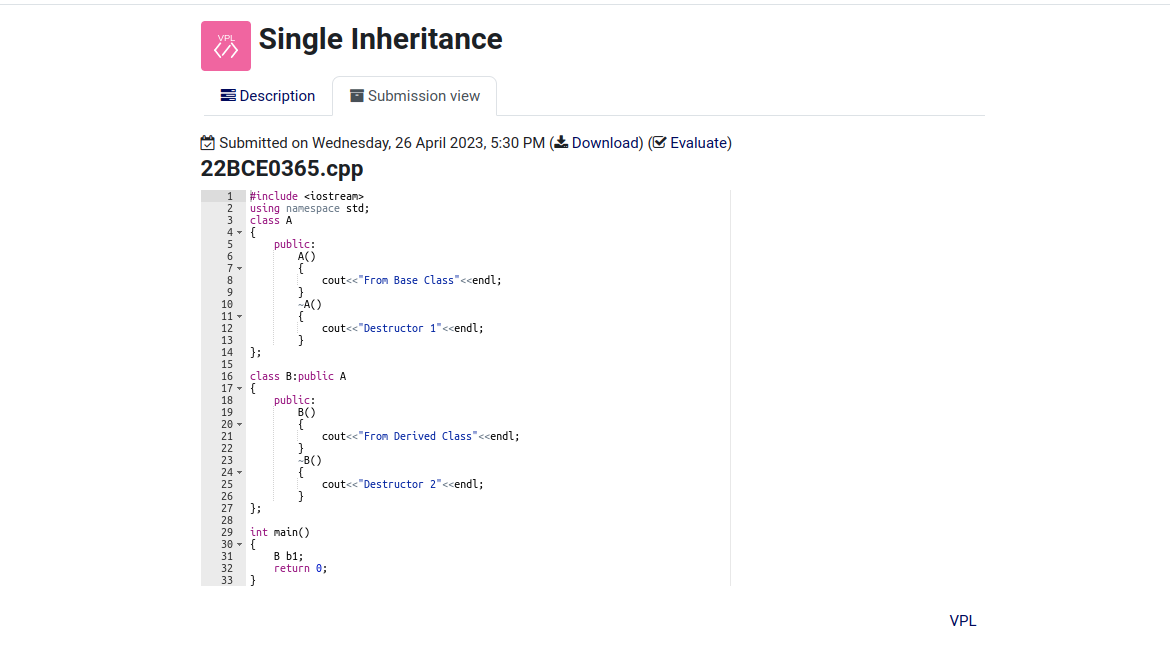 VPL
Single Inheritance
Description
Submission view
Submitted on Wednesday, 26 April 2023, 5:30 PM (Download) (Evaluate)
22BCE0365.cpp
1 #include <iostream>
2 using namespace std;
3 class A
4 {
5     public:
6         A()
7         {
8             cout<<"From Base Class"<<endl;
9         }
10         ~A()
11         {
12             cout<<"Destructor 1"<<endl;
13         }
14 };
15
16 class B:public A
17 {
18     public:
19         B()
20         {
21             cout<<"From Derived Class"<<endl;
22         }
23         ~B()
24         {
25             cout<<"Destructor 2"<<endl;
26         }
27 };
28
29 int main()
30 {
31     B b1;
32     return 0;
33 }
VPL